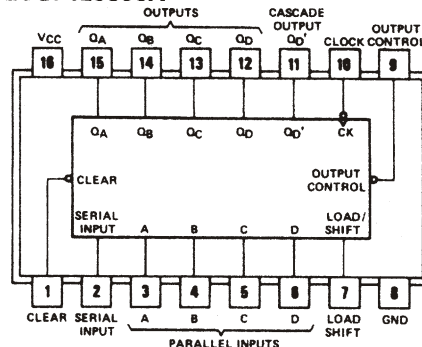 OUTPUTS
CASCADE
OUTPUT
OUTPUT
CONTROL
VCC
QA
QB
QC
QD
QD'
CLOCK
16
15
14
13
12
11
10
9
QA
QB
QC
QD
QD'
CK
CLEAR
OUTPUT
CONTROL
SERIAL
INPUT
A
B
C
D
LOAD/
SHIFT
1
2
3
4
5
6
7
8
CLEAR
SERIAL
INPUT
A
B
C
D
LOAD
SHIFT
GND
PARALLEL INPUTS